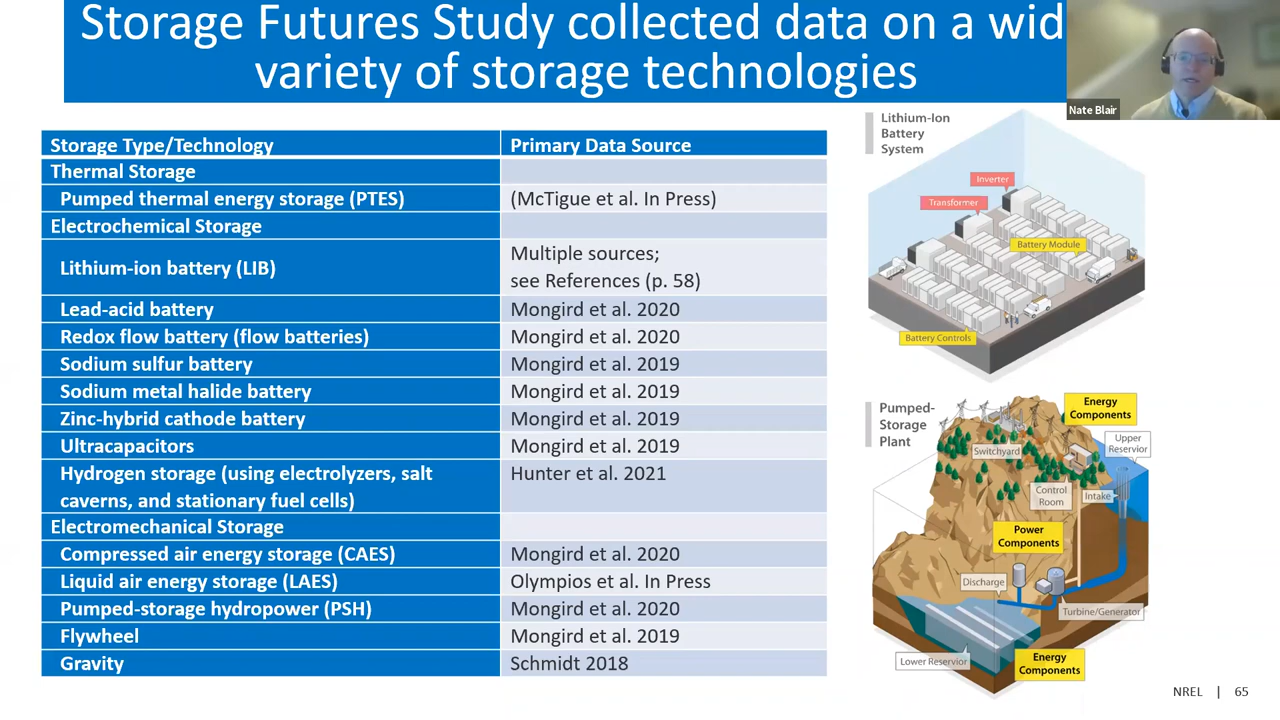 Storage Futures Study collected data on a wid
variety of storage technologies
Nate Blair
Storage Type/Technology Primary Data Source
Thermal Storage
Pumped thermal energy storage (PTES) (McTigue et al. In Press)
Electrochemical Storage
Lithium-ion battery (LIB) Multiple sources;
see References (p. 58)
Lead-acid battery Mongird et al. 2020
Redox flow battery (flow batteries) Mongird et al. 2020
Sodium sulfur battery Mongird et al. 2019
Sodium metal halide battery Mongird et al. 2019
Zinc-hybrid cathode battery Mongird et al. 2019
Ultracapacitors Mongird et al. 2019
Hydrogen storage (using electrolyzers, salt Hunter et al. 2021
caverns, and stationary fuel cells)
Electromechanical Storage
Compressed air energy storage (CAES) Mongird et al. 2020
Liquid air energy storage (LAES) Olympios et al. In Press
Pumped-storage hydropower (PSH) Mongird et al. 2020
Flywheel Mongird et al. 2019
Gravity Schmidt 2018
Lithium-Ion
Battery
System
Inverter
Transformer
Battery Module
Battery Controls
Pumped-
Storage
Plant
Energy
Components
Upper
Reservior
Switchyard
Control
Room
Intake
Power
Components
Discharge
Turbine/Generator
Lower Reservior
Energy
Components
NREL | 65